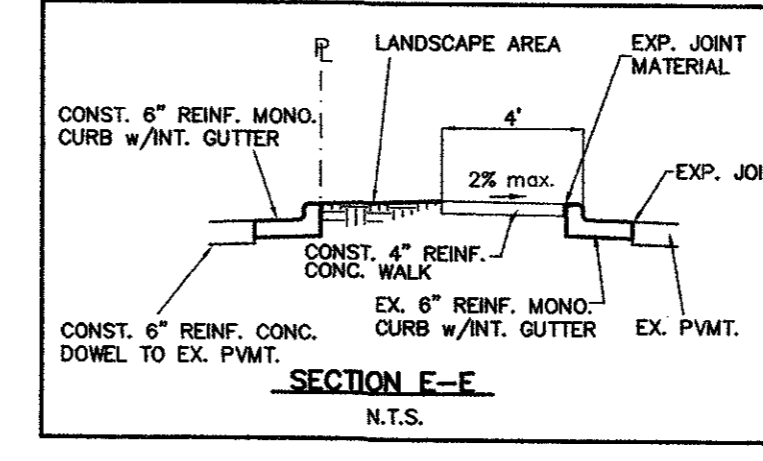 ℄
LANDSCAPE AREA
EXP. JOINT
MATERIAL
CONST. 6" REINF. MONO.
CURB w/INT. GUTTER
4'
2% max.
EXP. JOI
CONST. 4" REINF.
CONC. WALK
EX. 6" REINF. MONO.
CURB w/INT. GUTTER
EX. PVMT.
CONST. 6" REINF. CONC.
DOWEL TO EX. PVMT.
SECTION E-E
N.T.S.